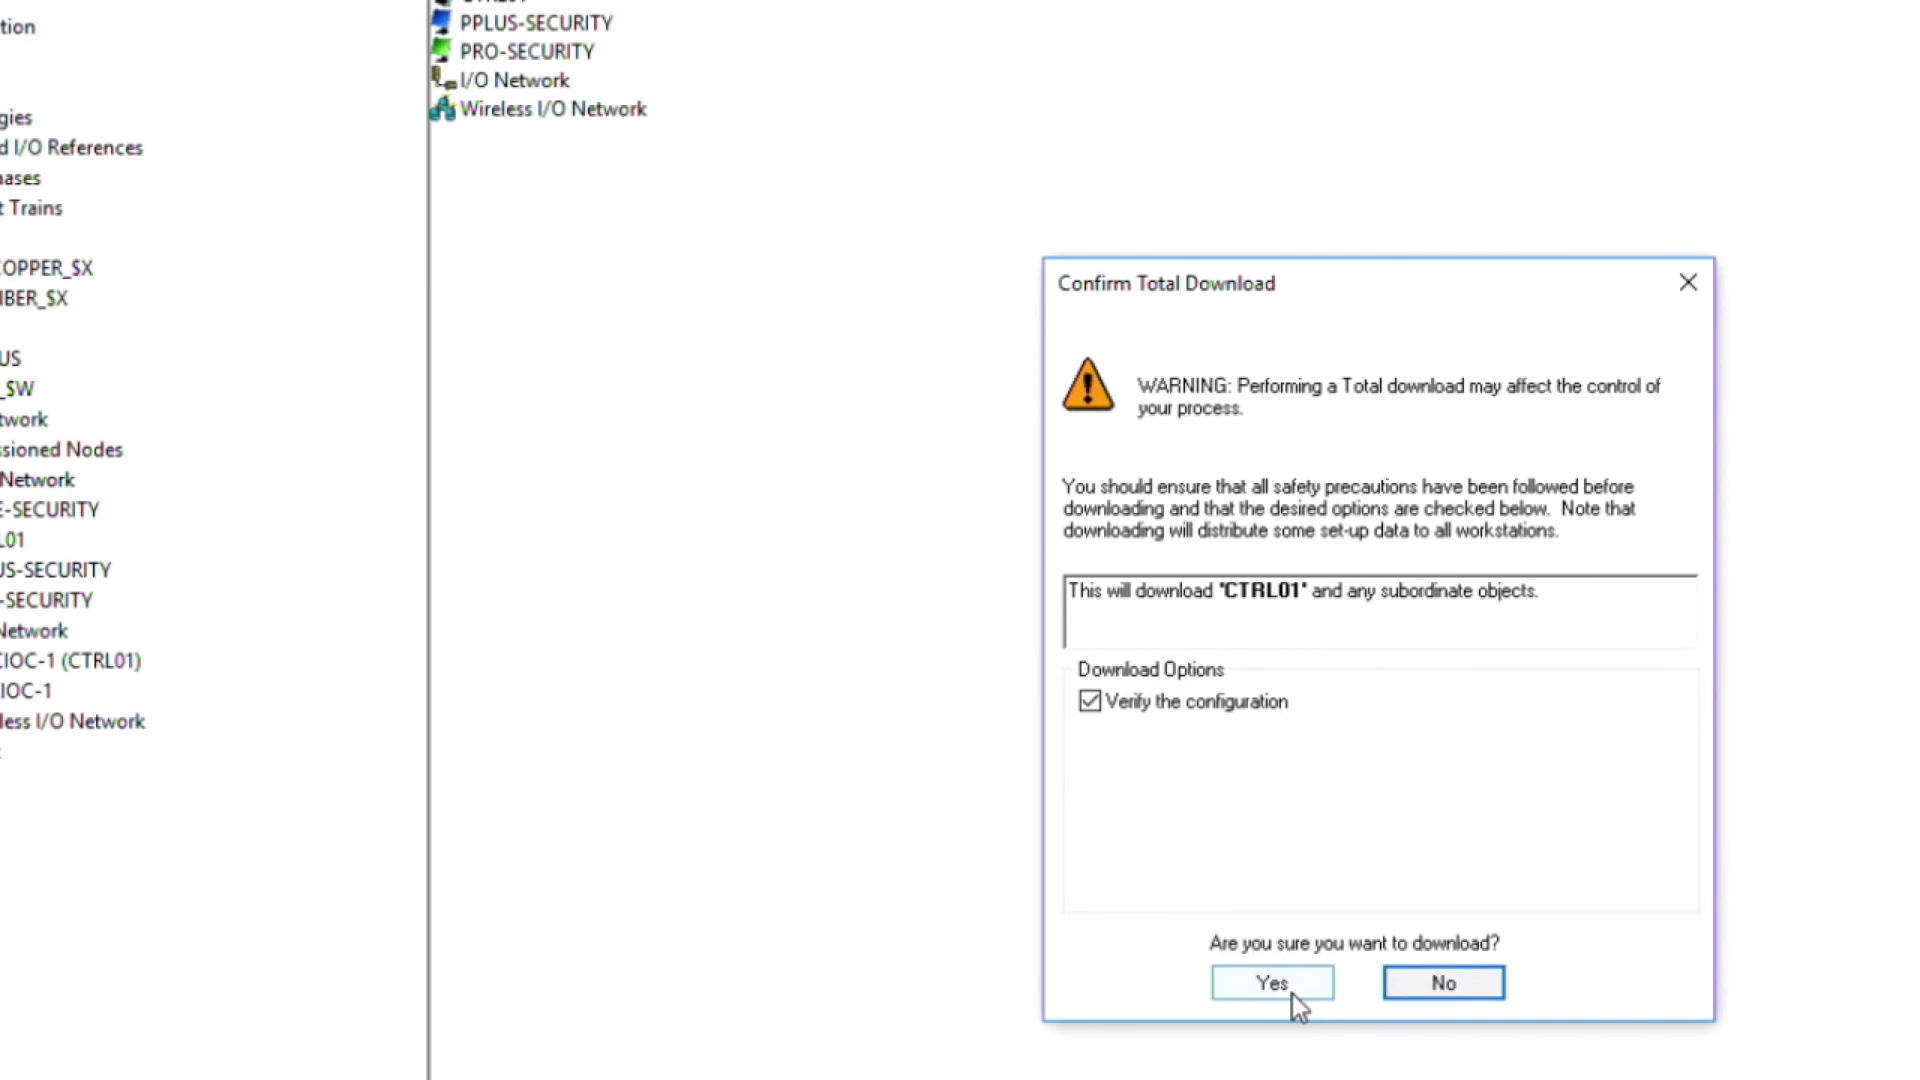 tion
gies
d I/O References
ases
t Trains
OPPER_$X
IBER_$X
US
_$W
twork
ssioned Nodes
Network
E-SECURITY
L01
US-SECURITY
-SECURITY
Network
CIOC-1 (CTRL01)
IOC-1
less I/O Network
PPLUS-SECURITY
PRO-SECURITY
I/O Network
Wireless I/O Network
Confirm Total Download
WARNING: Performing a Total download may affect the control of
your process.
You should ensure that all safety precautions have been followed before
downloading and that the desired options are checked below. Note that
downloading will distribute some set-up data to all workstations.
This will download 'CTRL01' and any subordinate objects.
Download Options
Verify the configuration
Are you sure you want to download?
Yes No